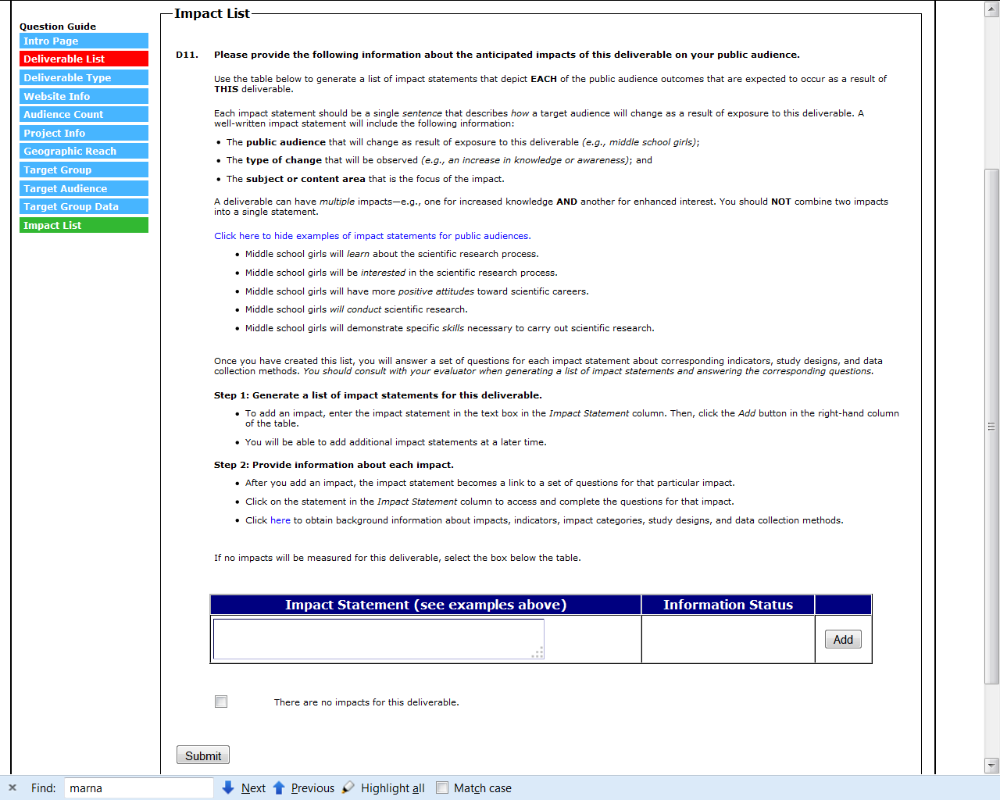 Impact List
Question Guide
Intro Page
Deliverable List
Deliverable Type
Website Info
Audience Count
Project Info
Geographic Reach
Target Group
Target Audience
Target Group Data
Impact List
D11. Please provide the following information about the anticipated impacts of this deliverable on your public audience.
Use the table below to generate a list of impact statements that depict EACH of the public audience outcomes that are expected to occur as a result of
THIS deliverable.
Each impact statement should be a single sentence that describes how a target audience will change as a result of exposure to this deliverable. A
well-written impact statement will include the following information:
• The public audience that will change as result of exposure to this deliverable (e.g., middle school girls);
• The type of change that will be observed (e.g., an increase in knowledge or awareness); and
• The subject or content area that is the focus of the impact.
A deliverable can have multiple impacts—e.g., one for increased knowledge AND another for enhanced interest. You should NOT combine two impacts
into a single statement.
Click here to hide examples of impact statements for public audiences.
• Middle school girls will learn about the scientific research process.
• Middle school girls will be interested in the scientific research process.
• Middle school girls will have more positive attitudes toward scientific careers.
• Middle school girls will conduct scientific research.
• Middle school girls will demonstrate specific skills necessary to carry out scientific research.
Once you have created this list, you will answer a set of questions for each impact statement about corresponding indicators, study designs, and data
collection methods. You should consult with your evaluator when generating a list of impact statements and answering the corresponding questions.
Step 1: Generate a list of impact statements for this deliverable.
• To add an impact, enter the impact statement in the text box in the Impact Statement column. Then, click the Add button in the right-hand column
of the table.
• You will be able to add additional impact statements at a later time.
Step 2: Provide information about each impact.
• After you add an impact, the impact statement becomes a link to a set of questions for that particular impact.
• Click on the statement in the Impact Statement column to access and complete the questions for that impact.
• Click here to obtain background information about impacts, indicators, impact categories, study designs, and data collection methods.
If no impacts will be measured for this deliverable, select the box below the table.
Impact Statement (see examples above) Information Status
Add
There are no impacts for this deliverable.
Submit
Find: marna Next Previous Highlight all Match case